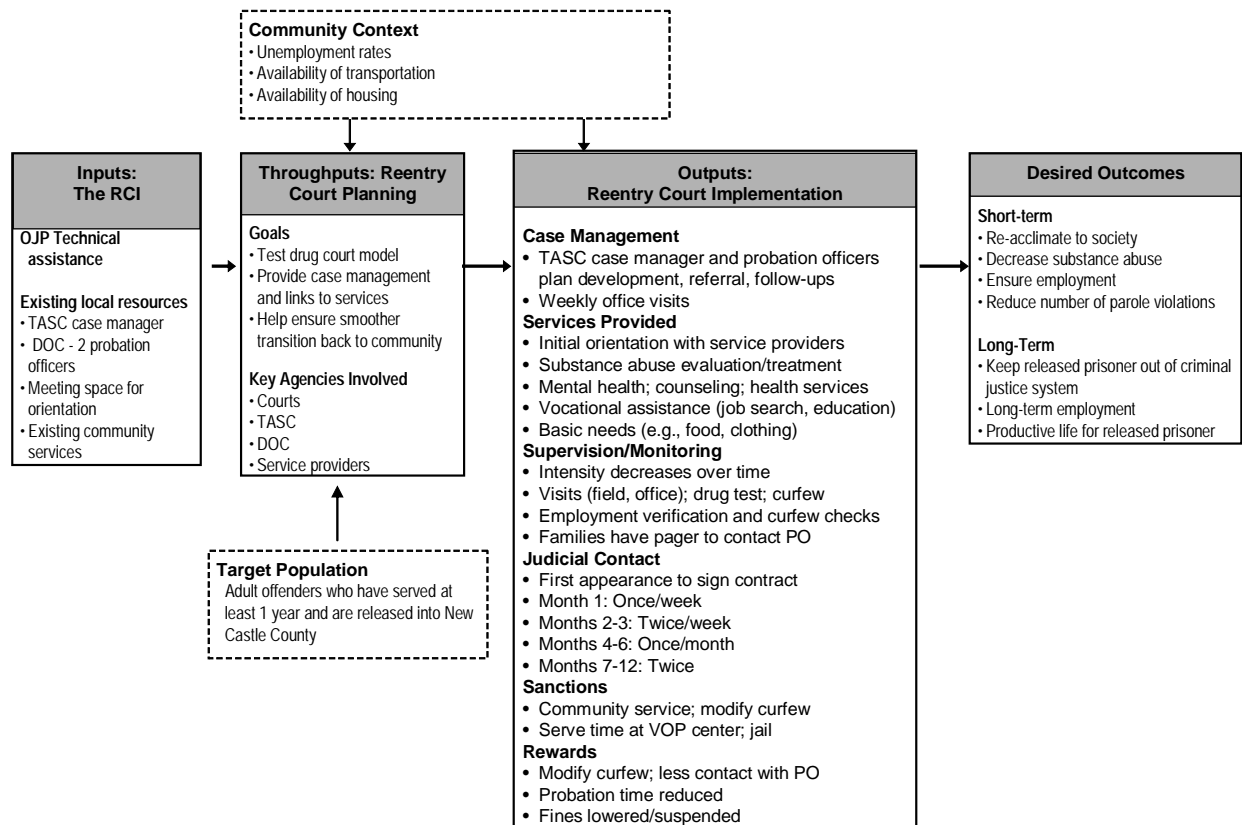 Community Context
• Unemployment rates
• Availability of transportation
• Availability of housing
Inputs:
The RCI
OJP Technical
assistance
Existing local resources
• TASC case manager
• DOC - 2 probation
officers
• Meeting space for
orientation
• Existing community
services
Throughputs: Reentry
Court Planning
Goals
• Test drug court model
• Provide case management
and links to services
• Help ensure smoother
transition back to community
Key Agencies Involved
• Courts
• TASC
• DOC
• Service providers
Target Population
Adult offenders who have served at
least 1 year and are released into New
Castle County
Outputs:
Reentry Court Implementation
Case Management
• TASC case manager and probation officers
plan development, referral, follow-ups
• Weekly office visits
Services Provided
• Initial orientation with service providers
• Substance abuse evaluation/treatment
• Mental health; counseling; health services
• Vocational assistance (job search, education)
• Basic needs (e.g., food, clothing)
Supervision/Monitoring
• Intensity decreases over time
• Visits (field, office); drug test; curfew
• Employment verification and curfew checks
• Families have pager to contact PO
Judicial Contact
• First appearance to sign contract
• Month 1: Once/week
• Months 2-3: Twice/week
• Months 4-6: Once/month
• Months 7-12: Twice
Sanctions
• Community service; modify curfew
• Serve time at VOP center; jail
Rewards
• Modify curfew; less contact with PO
• Probation time reduced
• Fines lowered/suspended
Desired Outcomes
Short-term
• Re-acclimate to society
• Decrease substance abuse
• Ensure employment
• Reduce number of parole violations
Long-Term
• Keep released prisoner out of criminal
justice system
• Long-term employment
• Productive life for released prisoner